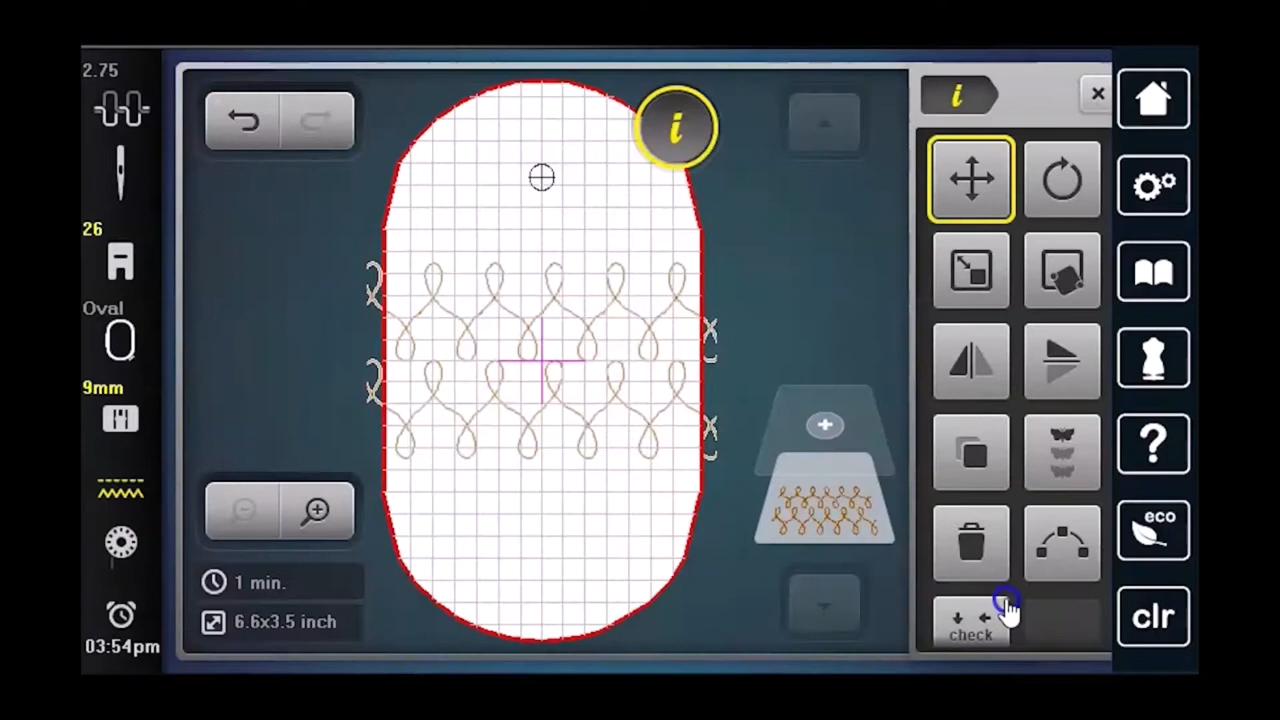 2.75
26
Oval
9mm
03:54pm
1 min.
6.6x3.5 inch
i
i
check
?
eco
clr